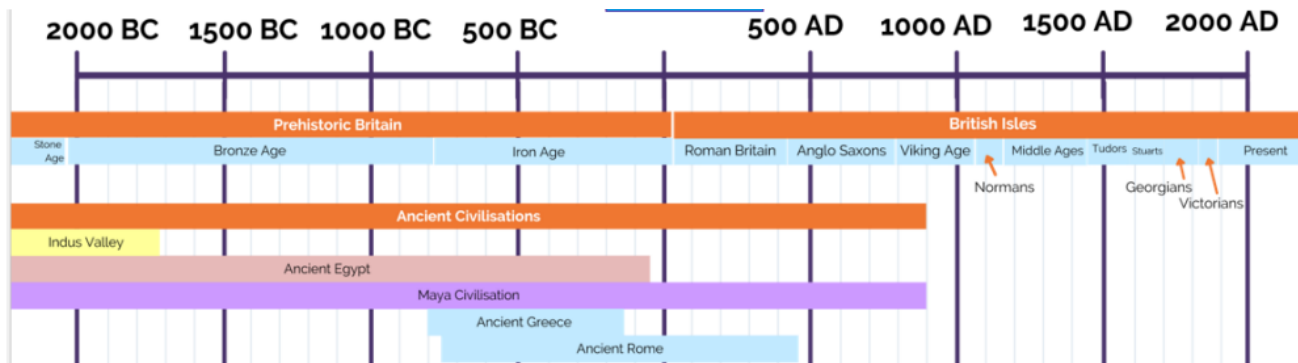 2000 BC 1500 BC 1000 BC 500 BC 500 AD 1000 AD 1500 AD 2000 AD
Prehistoric Britain British Isles
Stone
Age
Bronze Age Iron Age Roman Britain Anglo Saxons Viking Age Middle Ages Tudors Stuarts Present
Normans Georgians
Victorians
Ancient Civilisations
Indus Valley
Ancient Egypt
Maya Civilisation
Ancient Greece
Ancient Rome